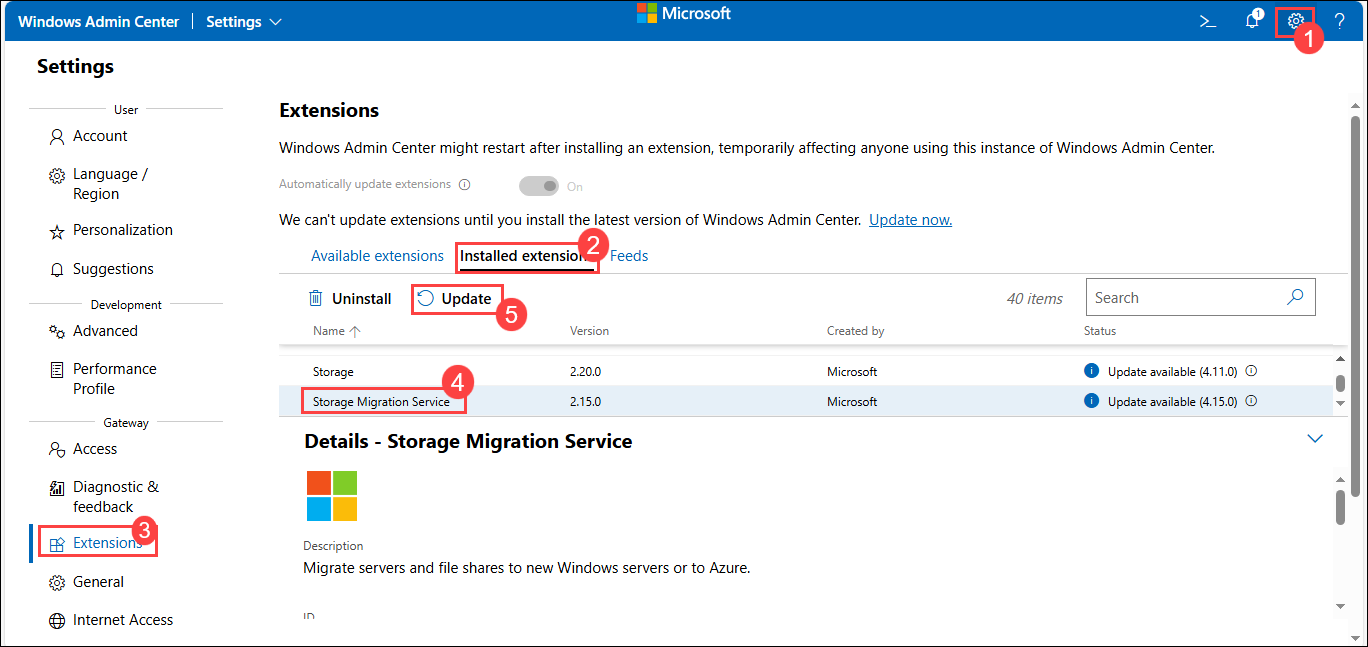 Windows Admin Center | Settings
Microsoft
>_
1
?
1
Settings
User
Account
Language /
Region
Personalization
Suggestions
Development
Advanced
Performance
Profile
Gateway
Access
Diagnostic &
feedback
Extensions
3
General
Internet Access
Extensions
Windows Admin Center might restart after installing an extension, temporarily affecting anyone using this instance of Windows Admin Center.
Automatically update extensions
On
We can't update extensions until you install the latest version of Windows Admin Center. Update now.
Available extensions Installed extension 2 Feeds
Uninstall Update 5 40 items Search
Name Version Created by Status
Storage 2.20.0 Microsoft Update available (4.11.0)
4
Storage Migration Service 2.15.0 Microsoft Update available (4.15.0)
Details - Storage Migration Service
Description
Migrate servers and file shares to new Windows servers or to Azure.
ID